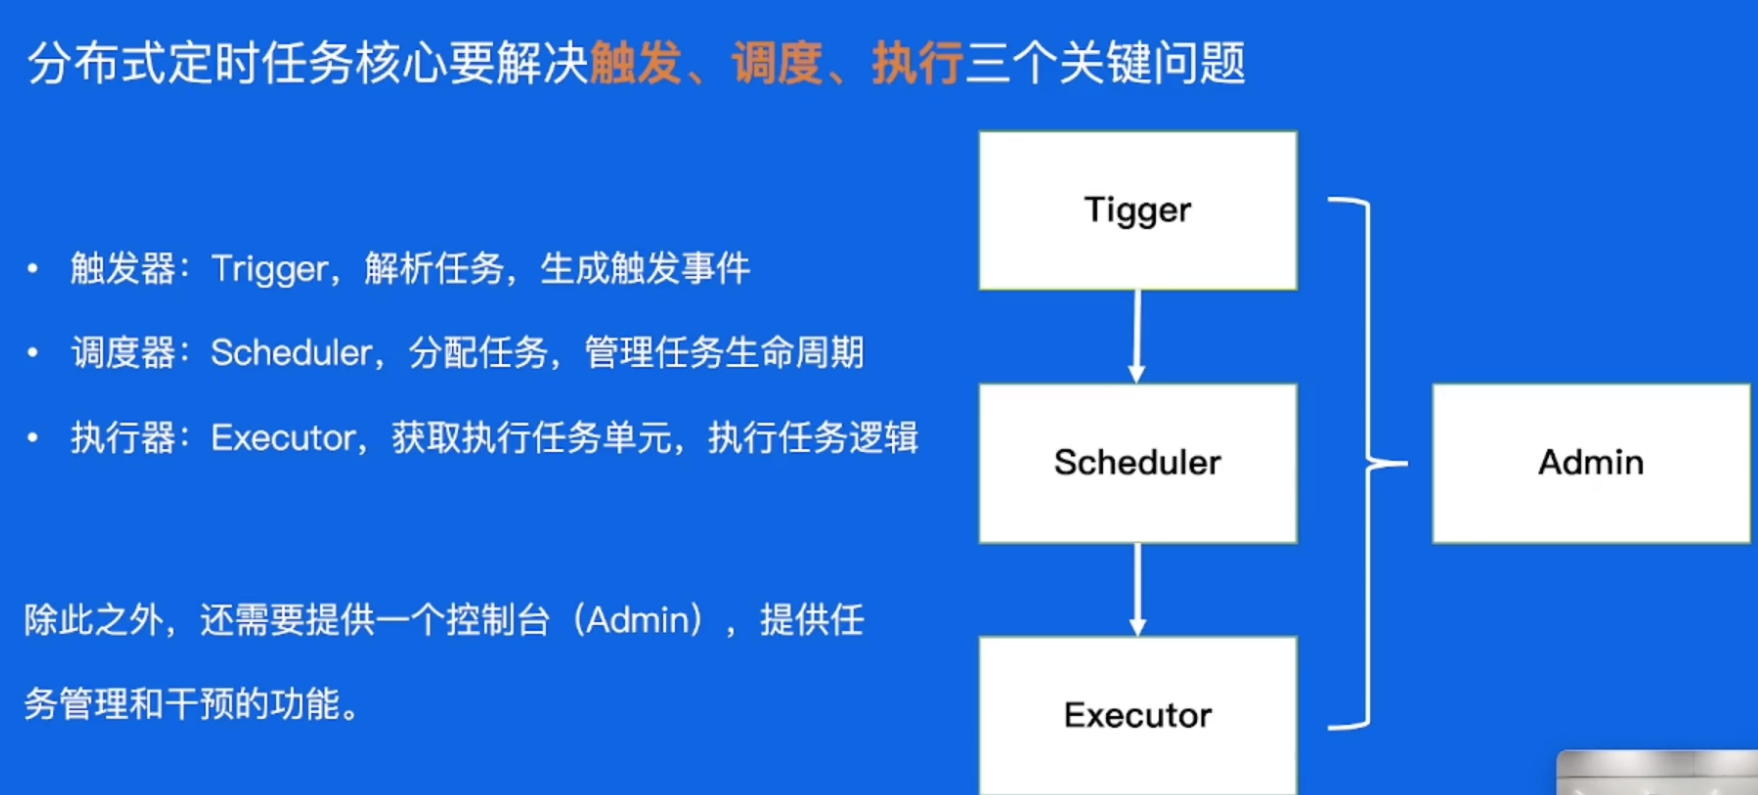 分布式定时任务核心要解决触发、调度、执行三个关键问题
• 触发器：Trigger，解析任务，生成触发事件
• 调度器：Scheduler，分配任务，管理任务生命周期
• 执行器：Executor，获取执行任务单元，执行任务逻辑
除此之外，还需要提供一个控制台（Admin），提供任
务管理和干预的功能。
Tigger
Scheduler
Executor
Admin